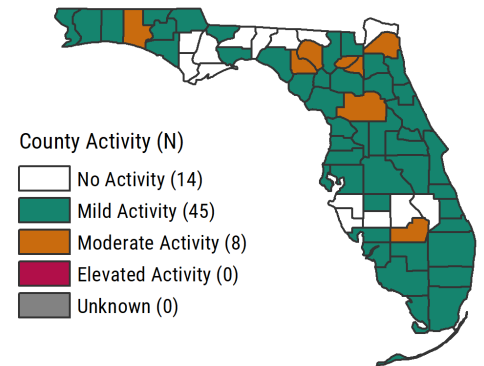 County Activity (N)
No Activity (14)
Mild Activity (45)
Moderate Activity (8)
Elevated Activity (0)
Unknown (0)